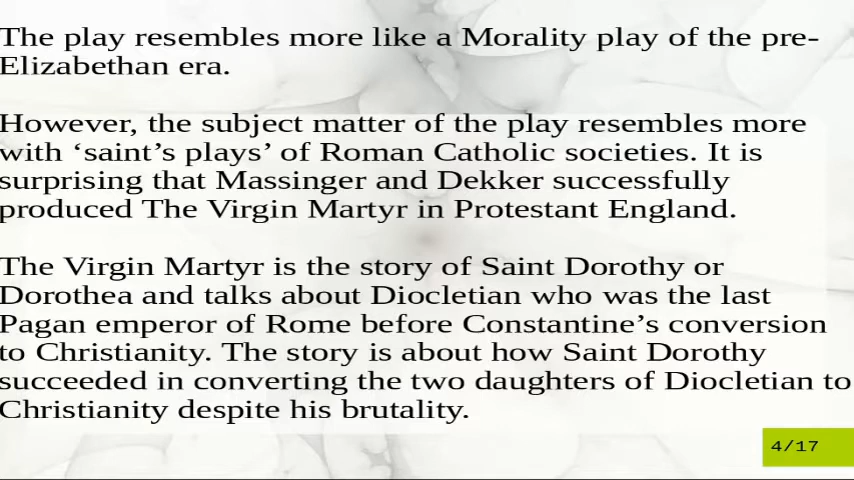 The play resembles more like a Morality play of the pre-
Elizabethan era.
However, the subject matter of the play resembles more
with ‘saint’s plays’ of Roman Catholic societies. It is
surprising that Massinger and Dekker successfully
produced The Virgin Martyr in Protestant England.
The Virgin Martyr is the story of Saint Dorothy or
Dorothea and talks about Diocletian who was the last
Pagan emperor of Rome before Constantine’s conversion
to Christianity. The story is about how Saint Dorothy
succeeded in converting the two daughters of Diocletian to
Christianity despite his brutality.
4/17